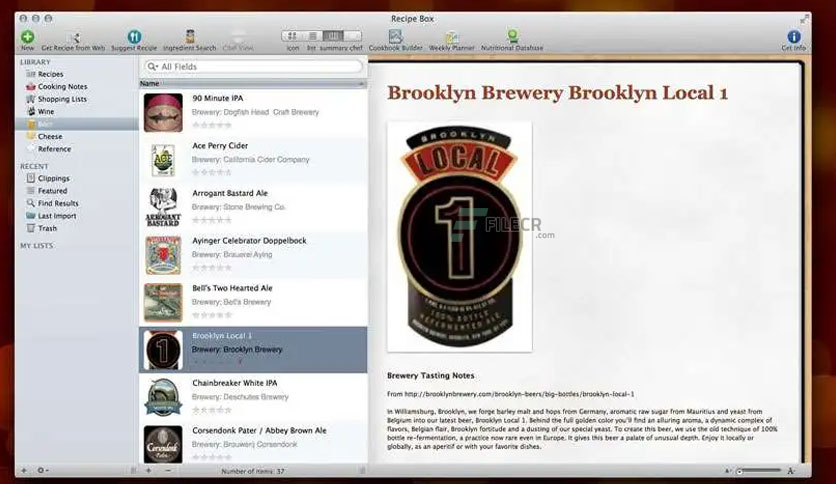 Recipe Box
New Get Recipe from Web Suggest Recipe Ingredient Search Chef View icon list summary chef Cookbook Builder Weekly Planner Nutritional Database Get Info
LIBRARY
Recipes
Cooking Notes
Shopping Lists
Wine
Beer
Cheese
Reference
RECENT
Clippings
Featured
Find Results
Last Import
Trash
MY LISTS
All Fields
Name
90 Minute IPA
Brewery: Dogfish Head Craft Brewery
Ace Perry Cider
Brewery: California Cider Company
Arrogant Bastard Ale
Brewery: Stone Brewing Co.
Ayinger Celebrator Doppelbock
Brewery: Brauerei Aying
Bell's Two Hearted Ale
Brewery: Bell's Brewery
Brooklyn Local 1
Brewery: Brooklyn Brewery
Chainbreaker White IPA
Brewery: Deschutes Brewery
Corsendonk Pater / Abbey Brown Ale
Brewery: Brouwerij Corsendonk
ACE
ARROGANT
BASTARD
1
Corsendonk
Number of items: 37
Brooklyn Brewery Brooklyn Local 1
BROOKLYN
LOCAL
1
100% BOTTLE
REFERMENTED ALE
FILECR
.com
Brewery Tasting Notes
From http://brooklynbrewery.com/brooklyn-beers/big-bottles/brooklyn-local-1
In Williamsburg, Brooklyn, we forge barley malt and hops from Germany, aromatic raw sugar from Mauritius and yeast from
Belgium into our latest beer, Brooklyn Local 1. Behind the full golden color you'll find an alluring aroma, a dynamic complex of
flavors, Belgian flair, Brooklyn fortitude and a dusting of our special yeast. To create this beer, we use the old technique of 100%
bottle re-fermentation, a practice now rare even in Europe. It gives this beer a palate of unusual depth. Enjoy it locally or
globally, as an aperitif or with your favorite dishes.
A- A+